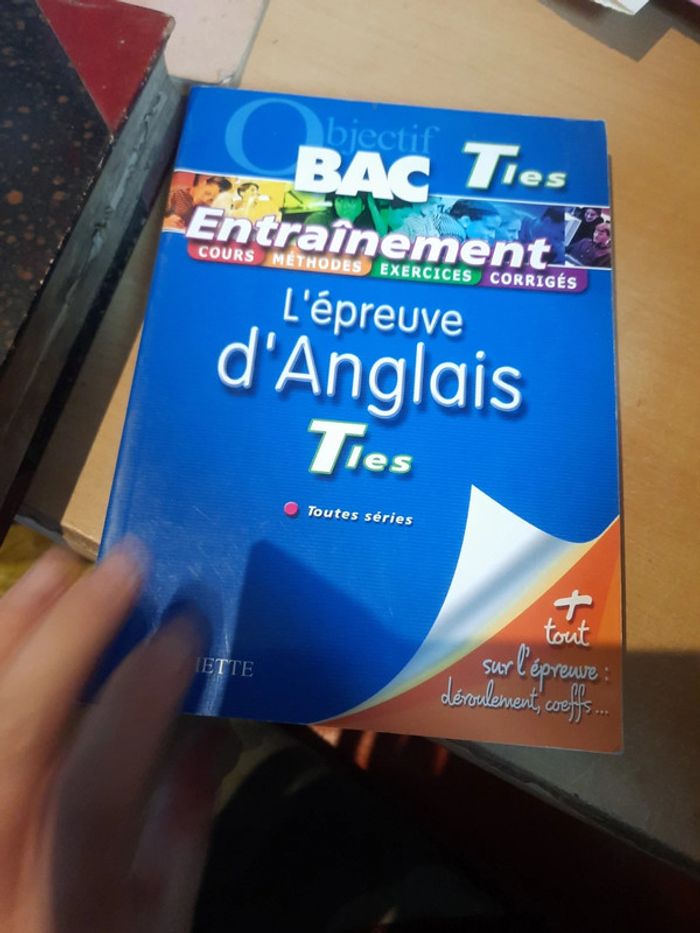 Objectif
BAC Tles
Entraînement
COURS MÉTHODES EXERCICES CORRIGÉS
L'épreuve
d'Anglais
Tles
Toutes séries
+
tout
sur l'épreuve :
déroulement, coeffs...